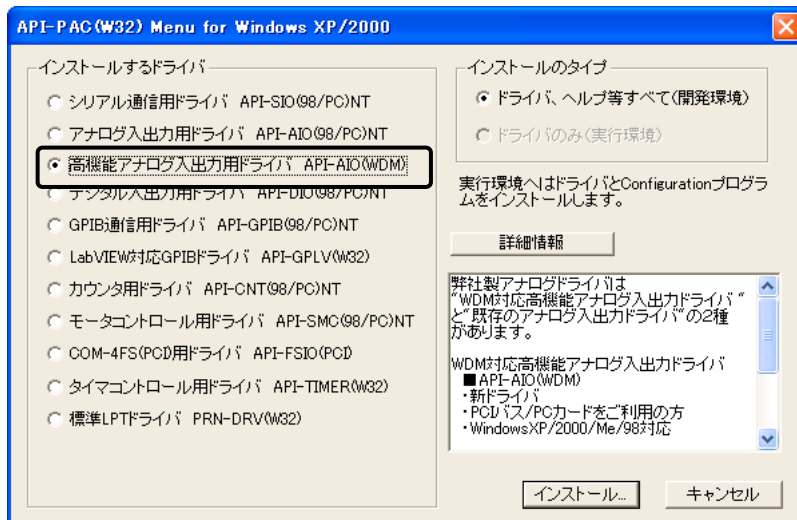 API-PAC(W32) Menu for Windows XP/2000
インストールするドライバ
シリアル通信用ドライバ API-SIO(98/PC)NT
アナログ入出力用ドライバ API-AIO(98/PC)NT
高機能アナログ入出力用ドライバ API-AIO(WDM)
デジタル入出力用ドライバ API-DIO(98/PC)NT
GPIB通信用ドライバ API-GPIB(98/PC)NT
LabVIEW対応GPIBドライバ API-GPLV(W32)
カウンタ用ドライバ API-CNT(98/PC)NT
モータコントロール用ドライバ API-SMC(98/PC)NT
COM-4FS(PCI)用ドライバ API-FSIO(PCI)
タイマコントロール用ドライバ API-TIMER(W32)
標準LPTドライバ PRN-DRV(W32)
インストールのタイプ
ドライバ、ヘルプ等すべて(開発環境)
ドライバのみ(実行環境)
実行環境へはドライバとConfigurationプログラ
ムをインストールします。
詳細情報
弊社製アナログドライバは
"WDM対応高機能アナログ入出力ドライバ "
と"既存のアナログ入出力ドライバ"の2種
があります。
WDM対応高機能アナログ入出力ドライバ
■API-AIO(WDM)
・新ドライバ
・PCIバス/PCカードをご利用の方
・WindowsXP/2000/Me/98対応
インストール...
キャンセル